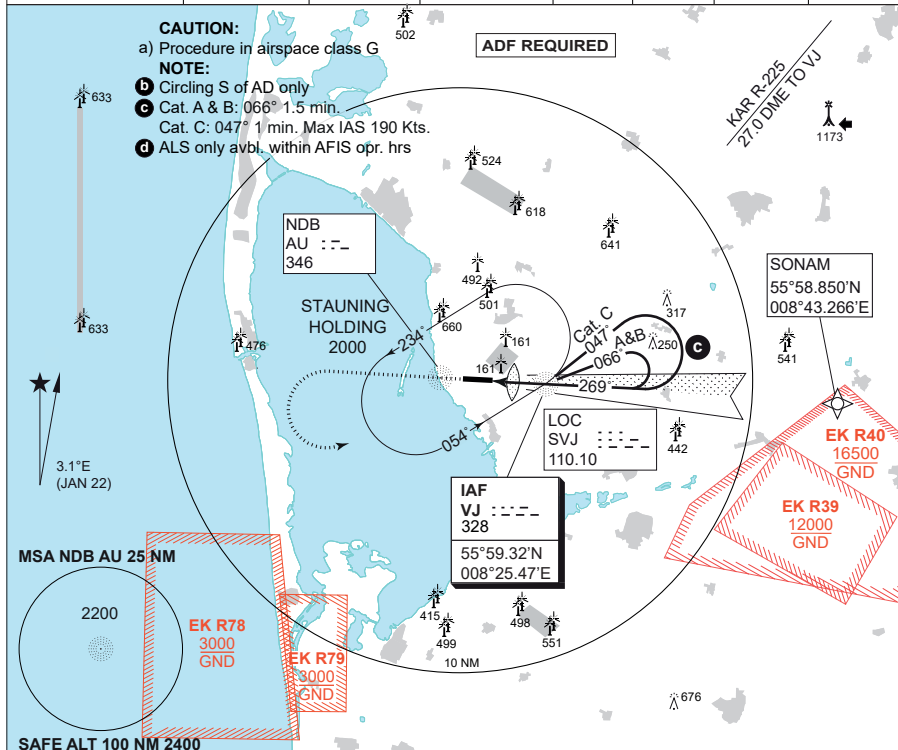 CAUTION:
a) Procedure in airspace class G
NOTE:
b Circling S of AD only
c Cat. A & B: 066° 1.5 min.
Cat. C: 047° 1 min. Max IAS 190 Kts.
d ALS only avbl. within AFIS opr. hrs
502
ADF REQUIRED
KAR R-225
27.0 DME TO VJ
1173
633
524
618
641
NDB
AU
346
492
501
SONAM
55°58.850'N
008°43.266'E
STAUNING
HOLDING
2000
660
317
633
476
234°
161
161
Cat. C
047°
A&B
066°
250
c
541
269°
054°
LOC
SVJ
110.10
442
3.1°E
(JAN 22)
EK R40
16500
GND
EK R39
12000
GND
IAF
VJ
328
55°59.32'N
008°25.47'E
MSA NDB AU 25 NM
2200
EK R78
3000
GND
EK R79
3000
GND
415
499
498
551
10 NM
676
SAFE ALT 100 NM 2400